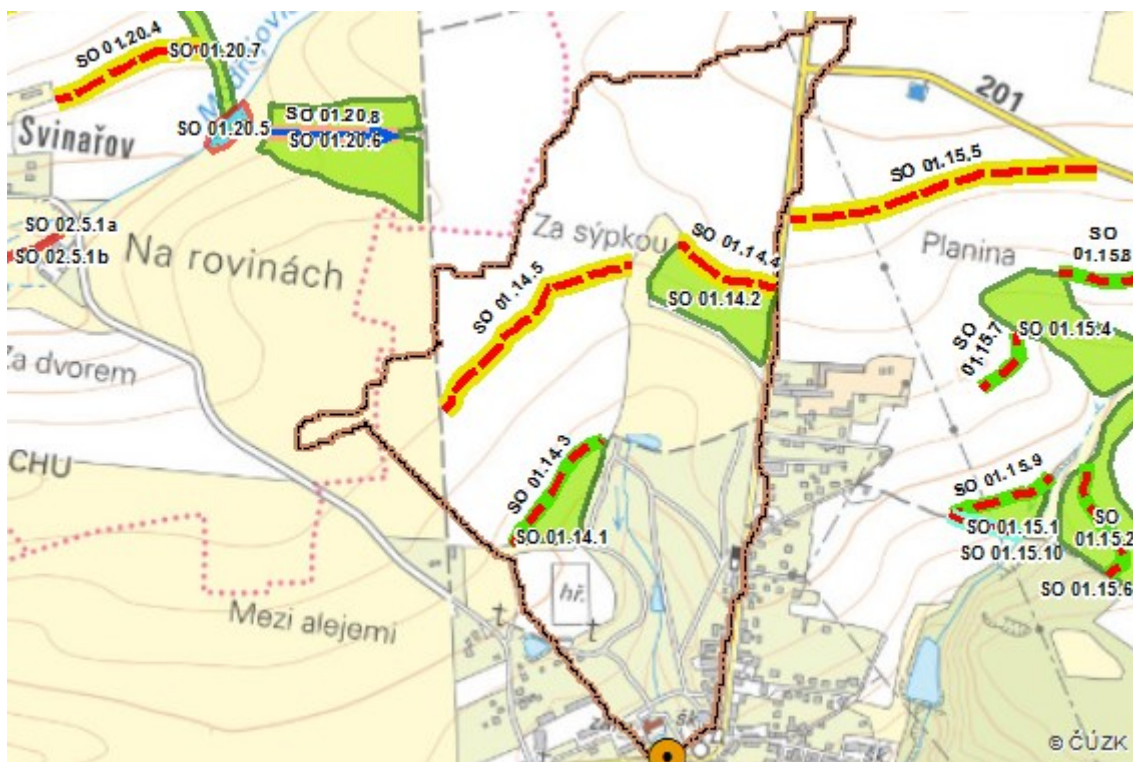 SO 01.20.4
SO 01.20.7
201
Svinařov
SO 01.20.5
SO 01.20.8
SO 01.20.6
SO 01.15.5
SO 02.5.1a
SO 02.5.1b
Na rovinách
Za sýpkou
SO 01.14.4
SO 01.14.5
SO 01.14.2
Planina
SO
01.15.8
SO
01.15.7
SO 01.15.4
Za dvorem
CHU
SO 01.14.3
SO 01.14.1
SO 01.15.9
SO 01.15.1
SO 01.15.10
SO
01.15.2
SO 01.15.6
hř.
Mezi alejemi
šk
šk
© ČÚZK